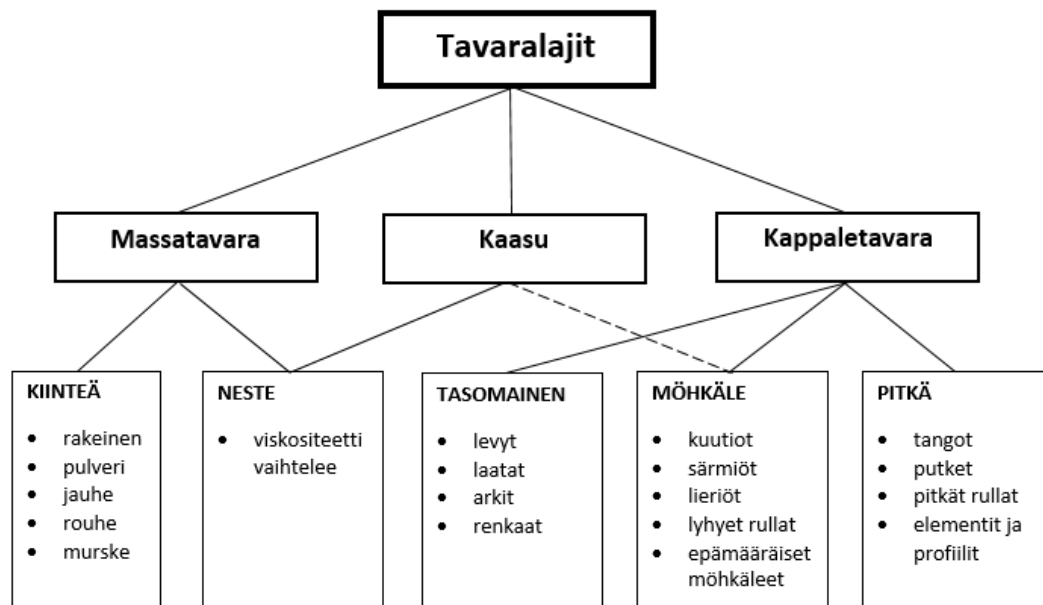 Tavaralajit
Massatavara
Kaasu
Kappaletavara
KIINTEÄ
• rakeinen
• pulveri
• jauhe
• rouhe
• murske
NESTE
• viskositeetti
vaihtelee
TASOMAINEN
• levyt
• laatat
• arkit
• renkaat
MÖHKÄLE
• kuutiot
• särmiöt
• lieriöt
• lyhyet rullat
• epämääräiset
möhkäleet
PITKÄ
• tangot
• putket
• pitkät rullat
• elementit ja
profiilit